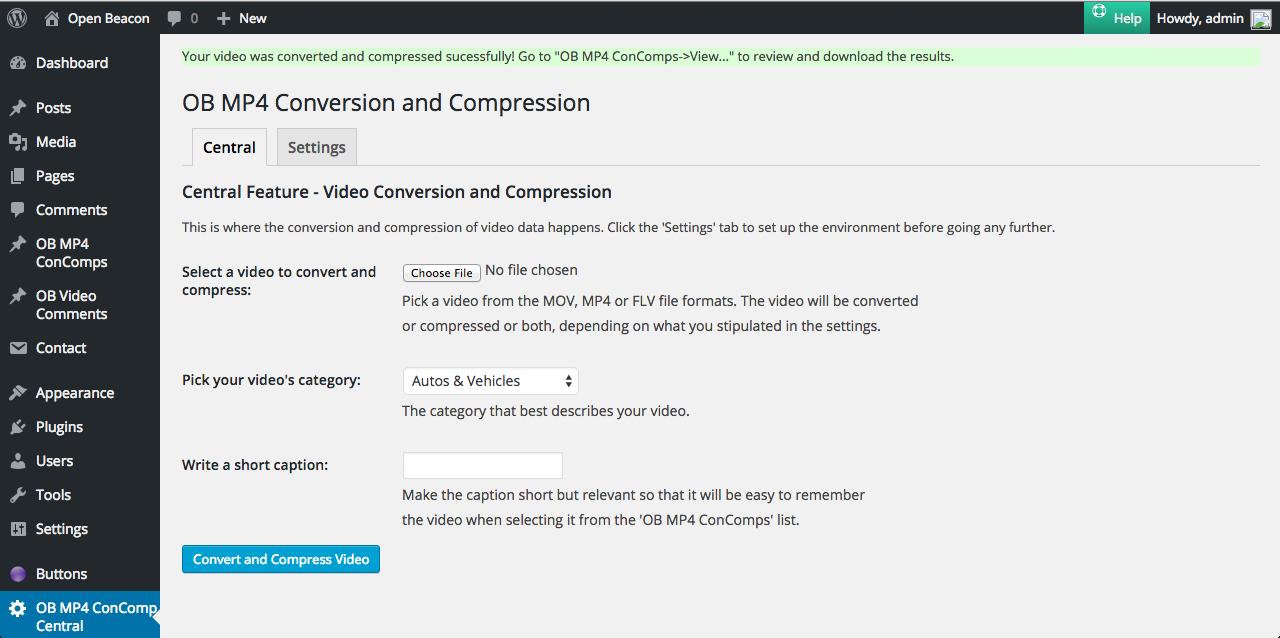 Open Beacon 0 New Help Howdy, admin
Dashboard
Posts
Media
Pages
Comments
OB MP4
ConComps
OB Video
Comments
Contact
Appearance
Plugins
Users
Tools
Settings
Buttons
OB MP4 ConComp
Central
Your video was converted and compressed sucessfully! Go to "OB MP4 ConComps->View..." to review and download the results.
OB MP4 Conversion and Compression
Central Settings
Central Feature - Video Conversion and Compression
This is where the conversion and compression of video data happens. Click the 'Settings' tab to set up the environment before going any further.
Select a video to convert and
compress:
Choose File No file chosen
Pick a video from the MOV, MP4 or FLV file formats. The video will be converted
or compressed or both, depending on what you stipulated in the settings.
Pick your video's category:
Autos & Vehicles
The category that best describes your video.
Write a short caption:
Make the caption short but relevant so that it will be easy to remember
the video when selecting it from the 'OB MP4 ConComps' list.
Convert and Compress Video